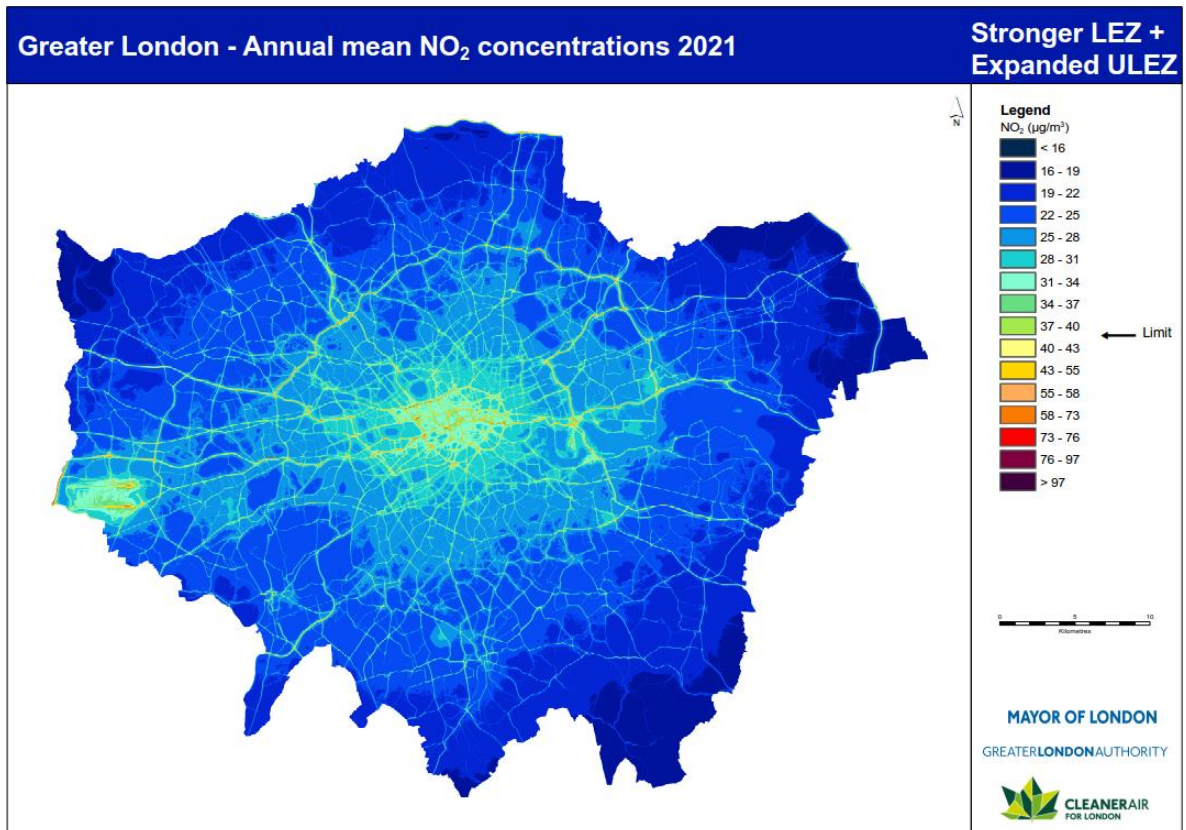 Greater London - Annual mean NO₂ concentrations 2021
Stronger LEZ +
Expanded ULEZ
N
Legend
NO₂ (µg/m³)
< 16
16 - 19
19 - 22
22 - 25
25 - 28
28 - 31
31 - 34
34 - 37
37 - 40
Limit
40 - 43
43 - 55
55 - 58
58 - 73
73 - 76
76 - 97
> 97
0 5 10
Kilometres
MAYOR OF LONDON
GREATERLONDONAUTHORITY
CLEANERAIR
FOR LONDON